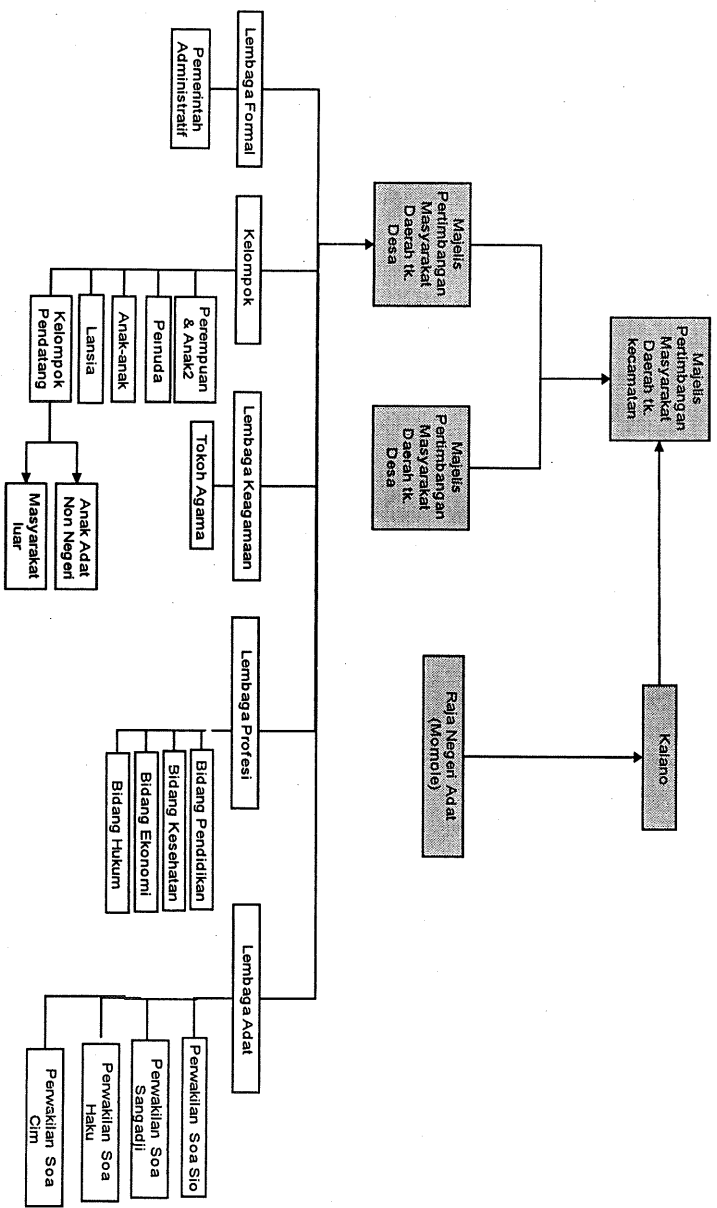 Majelis
Pertimbangan
Masyarakat
Daerah tk.
kecamatan
Kalano
Majelis
Pertimbangan
Masyarakat
Daerah tk.
Desa
Majelis
Pertimbangan
Masyarakat
Daerah tk.
Desa
Raja Negeri Adat
(Momole)
Lembaga Formal
Kelompok
Lembaga Keagamaan
Lembaga Profesi
Lembaga Adat
Pemerintah
Administratif
Perempuan
& Anak2
Pemuda
Anak-anak
Lansia
Kelompok
Pendatang
Anak Adat
Non Negeri
Masyarakat
luar
Tokoh Agama
Bidang Pendidikan
Bidang Kesehatan
Bidang Ekonomi
Bidang Hukum
Perwakilan Soa Sio
Perwakilan Soa
Sangadji
Perwakilan Soa
Haku
Perwakilan Soa
Cim